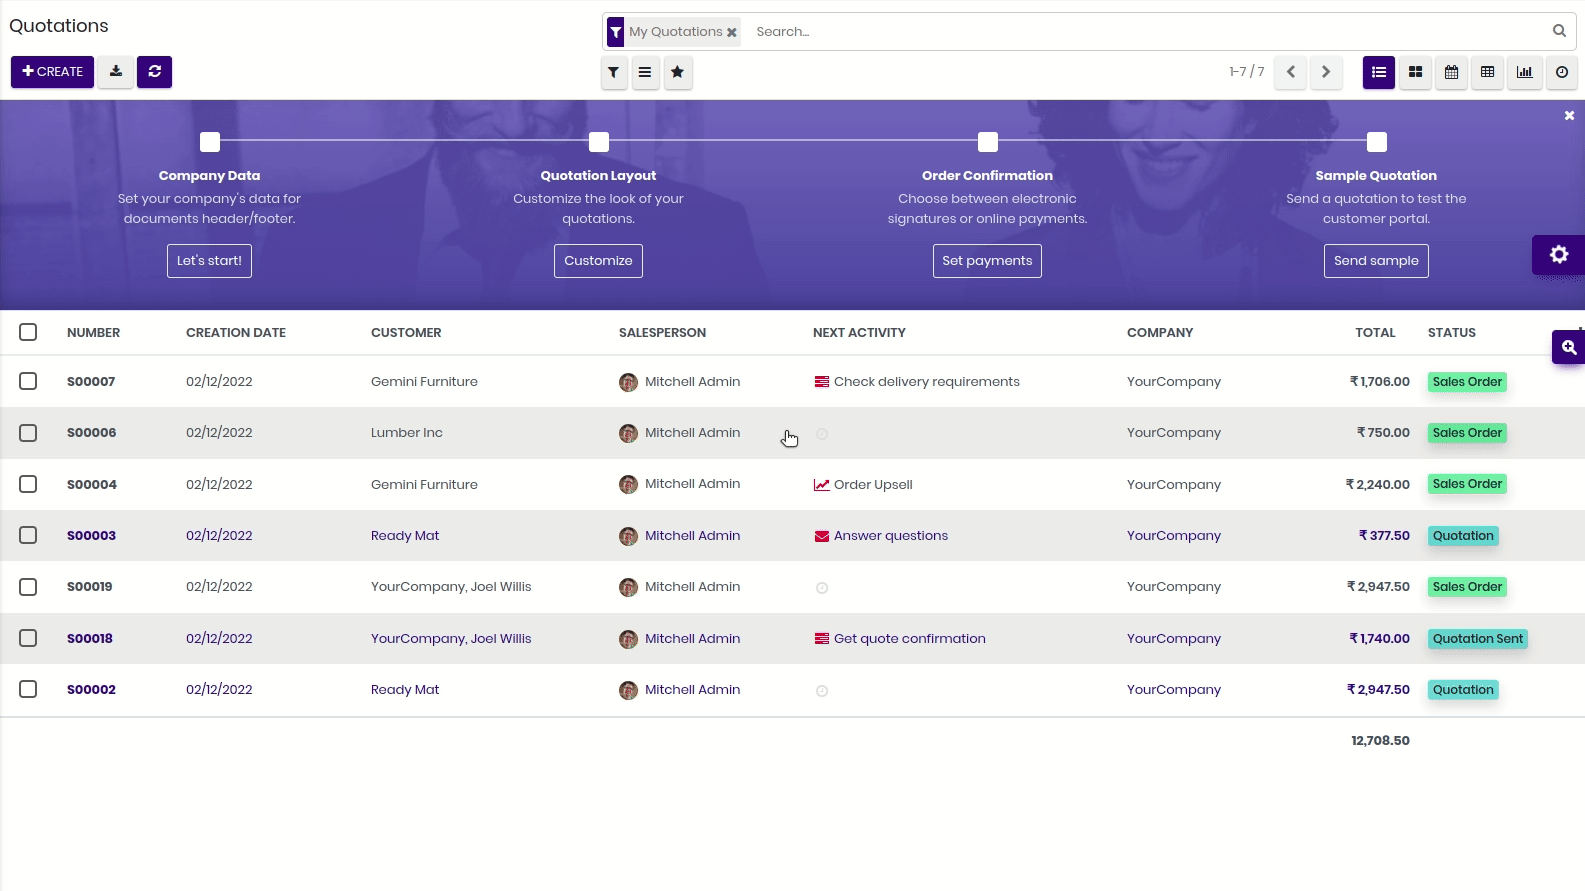 Quotations
My Quotations
Search...
CREATE
1-7 / 7
Company Data
Set your company's data for
documents header/footer.
Let's start!
Quotation Layout
Customize the look of your
quotations.
Customize
Order Confirmation
Choose between electronic
signatures or online payments.
Set payments
Sample Quotation
Send a quotation to test the
customer portal.
Send sample
NUMBER CREATION DATE CUSTOMER SALESPERSON NEXT ACTIVITY COMPANY TOTAL STATUS
S00007 02/12/2022 Gemini Furniture Mitchell Admin Check delivery requirements YourCompany ₹ 1,706.00 Sales Order
S00006 02/12/2022 Lumber Inc Mitchell Admin YourCompany ₹ 750.00 Sales Order
S00004 02/12/2022 Gemini Furniture Mitchell Admin Order Upsell YourCompany ₹ 2,240.00 Sales Order
S00003 02/12/2022 Ready Mat Mitchell Admin Answer questions YourCompany ₹ 377.50 Quotation
S00019 02/12/2022 YourCompany, Joel Willis Mitchell Admin YourCompany ₹ 2,947.50 Sales Order
S00018 02/12/2022 YourCompany, Joel Willis Mitchell Admin Get quote confirmation YourCompany ₹ 1,740.00 Quotation Sent
S00002 02/12/2022 Ready Mat Mitchell Admin YourCompany ₹ 2,947.50 Quotation
12,708.50